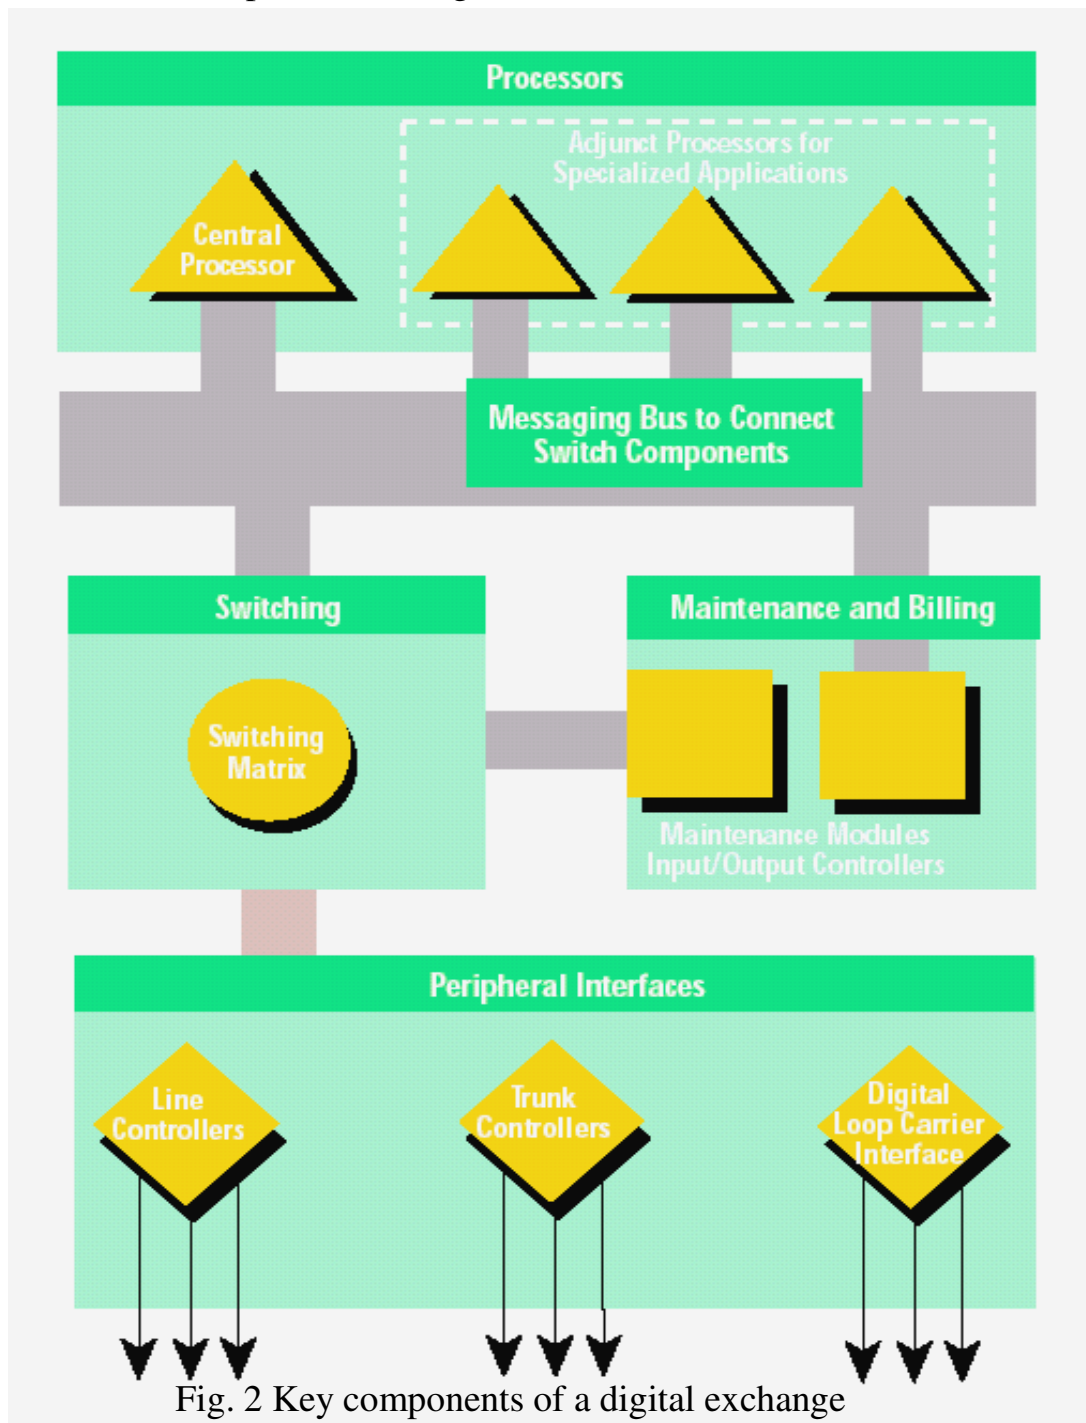 Processors
Adjunct Processors for
Specialized Applications
Central
Processor
Messaging Bus to Connect
Switch Components
Switching
Maintenance and Billing
Switching
Matrix
Maintenance Modules
Input/Output Controllers
Peripheral Interfaces
Line
Controllers
Trunk
Controllers
Digital
Loop Carrier
Interface
Fig. 2 Key components of a digital exchange